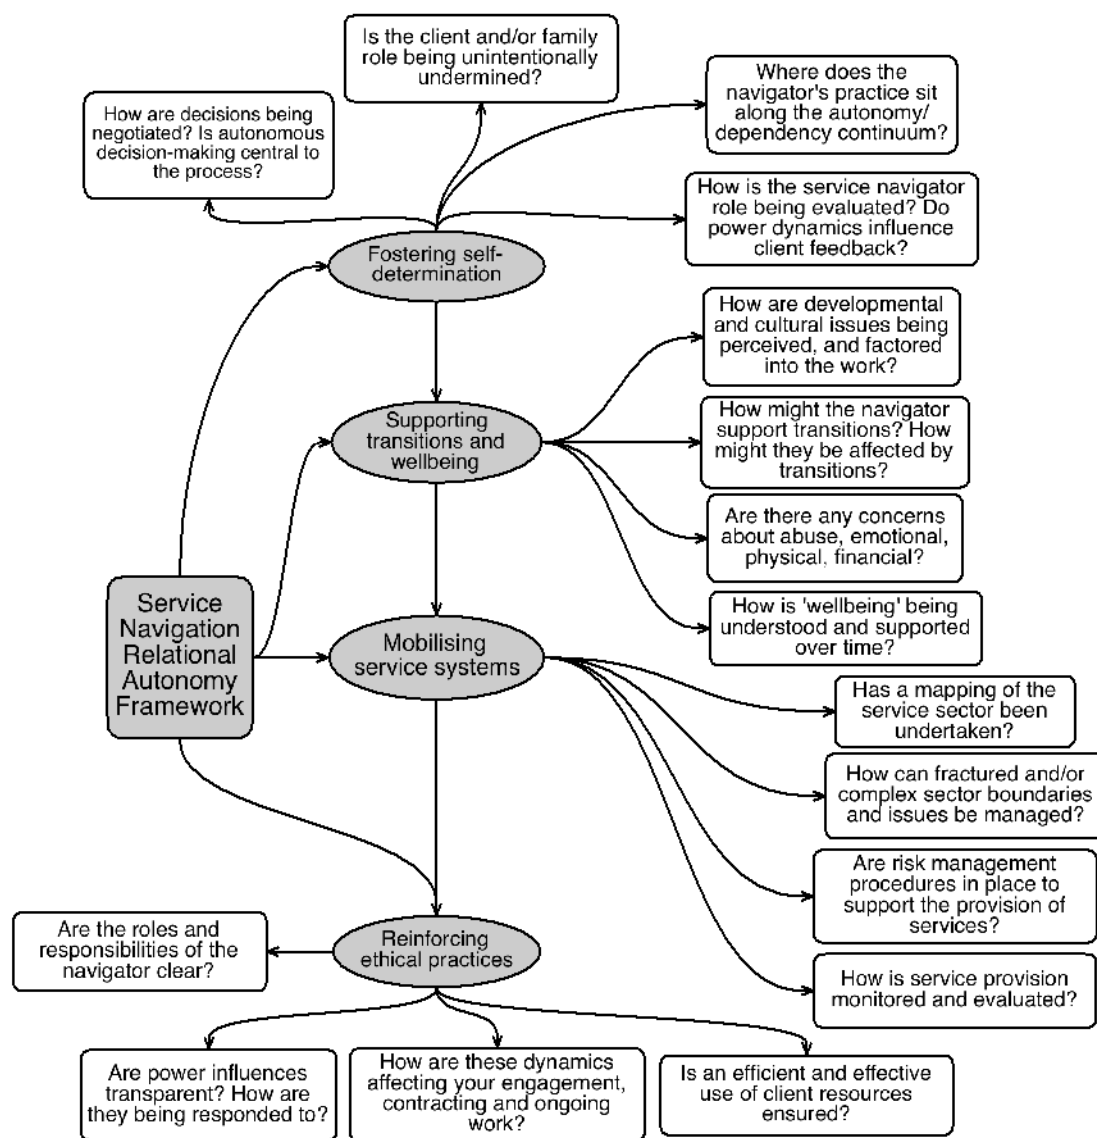 Is the client and/or family
role being unintentionally
undermined?
Where does the
navigator's practice sit
along the autonomy/
dependency continuum?
How are decisions being
negotiated? Is autonomous
decision-making central to
the process?
How is the service navigator
role being evaluated? Do
power dynamics influence
client feedback?
Fostering self-
determination
How are developmental
and cultural issues being
perceived, and factored
into the work?
Supporting
transitions and
wellbeing
How might the navigator
support transitions? How
might they be affected by
transitions?
Are there any concerns
about abuse, emotional,
physical, financial?
How is 'wellbeing' being
understood and supported
over time?
Service
Navigation
Relational
Autonomy
Framework
Mobilising
service systems
Has a mapping of the
service sector been
undertaken?
How can fractured and/or
complex sector boundaries
and issues be managed?
Are risk management
procedures in place to
support the provision of
services?
How is service provision
monitored and evaluated?
Reinforcing
ethical practices
Are the roles and
responsibilities of the
navigator clear?
Are power influences
transparent? How are
they being responded to?
How are these dynamics
affecting your engagement,
contracting and ongoing
work?
Is an efficient and effective
use of client resources
ensured?